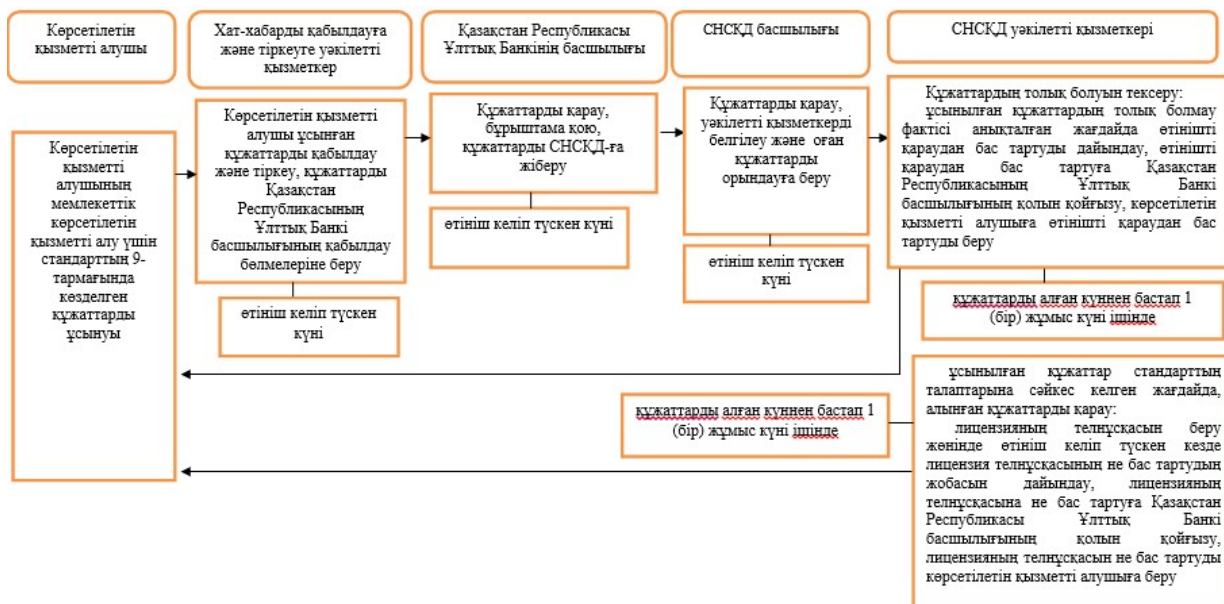 Көрсетілетін
қызметті алушы
Хат-хабарды қабылдауға
және тіркеуге уәкілетті
қызметкер
Қазақстан Республикасы
Ұлттық Банкінің басшылығы
СНСҚД басшылығы
СНСҚД уәкілетті қызметкері
Көрсетілетін
қызметті
алушының
мемлекеттік
көрсетілетін
қызметті алу үшін
стандарттың 9-
тармағында
көзделген
құжаттарды
ұсынуы
Көрсетілетін қызметті
алушы ұсынған
құжаттарды қабылдау
және тіркеу, құжаттарды
Қазақстан
Республикасының
Ұлттық Банкі
басшылығының қабылдау
бөлмелеріне беру
өтініш келіп түскен
күні
Құжаттарды қарау,
бұрыштама қою,
құжаттарды СНСҚД-ға
жіберу
өтініш келіп түскен күні
Құжаттарды қарау,
уәкілетті қызметкерді
белгілеу және оған
құжаттарды
орындауға беру
өтініш келіп түскен
күні
Құжаттардың толық болуын тексеру:
ұсынылған құжаттардың толық болмау
фактісі анықталған жағдайда өтінішті
қараудан бас тартуды дайындау, өтінішті
қараудан бас тартуға Қазақстан
Республикасының Ұлттық Банкі
басшылығының қолын қойғызу, көрсетілетін
қызметті алушыға өтінішті қараудан бас
тартуды беру
құжаттарды алған күннен бастап 1
(бір) жұмыс күні ішінде
құжаттарды алған күннен бастап 1
(бір) жұмыс күні ішінде
ұсынылған құжаттар стандарттың
талаптарына сәйкес келген жағдайда,
алынған құжаттарды қарау:
лицензияның телнұсқасын беру
жөнінде өтініш келіп түскен кезде
лицензия телнұсқасының не бас тартудың
жобасын дайындау, лицензияның
телнұсқасына не бас тартуға Қазақстан
Республикасы Ұлттық Банкі
басшылығының қолын қойғызу,
лицензияның телнұсқасын не бас тартуды
көрсетілетін қызметті алушыға беру